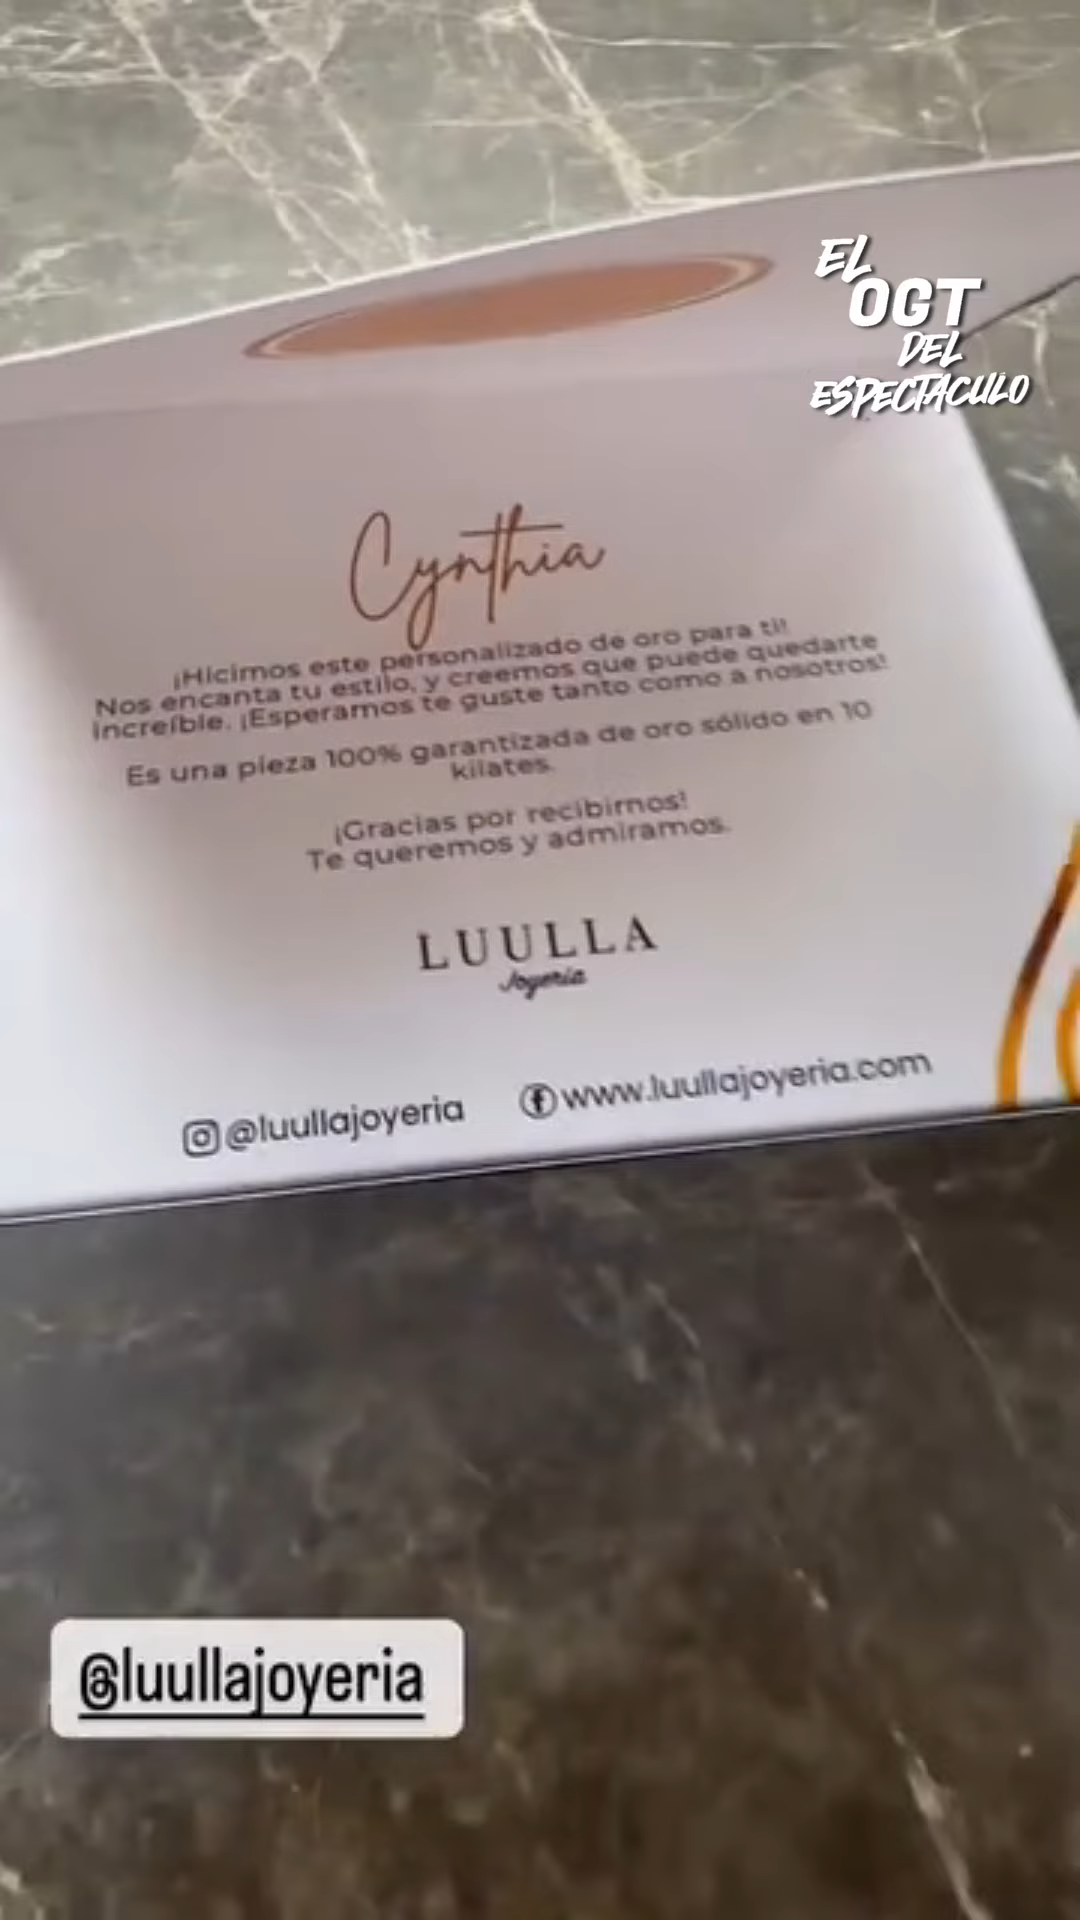 EL
OGT
DEL
ESPECTACULO
Cynthia
¡Hicimos este personalizado de oro para ti!
Nos encanta tu estilo, y creemos que puede quedarte
increíble. ¡Esperamos te guste tanto como a nosotros!
Es una pieza 100% garantizada de oro sólido en 10
kilates.
¡Gracias por recibirnos!
Te queremos y admiramos.
LUULLA
Joyería
@luullajoyeria www.luullajoyeria.com
@luullajoyeria